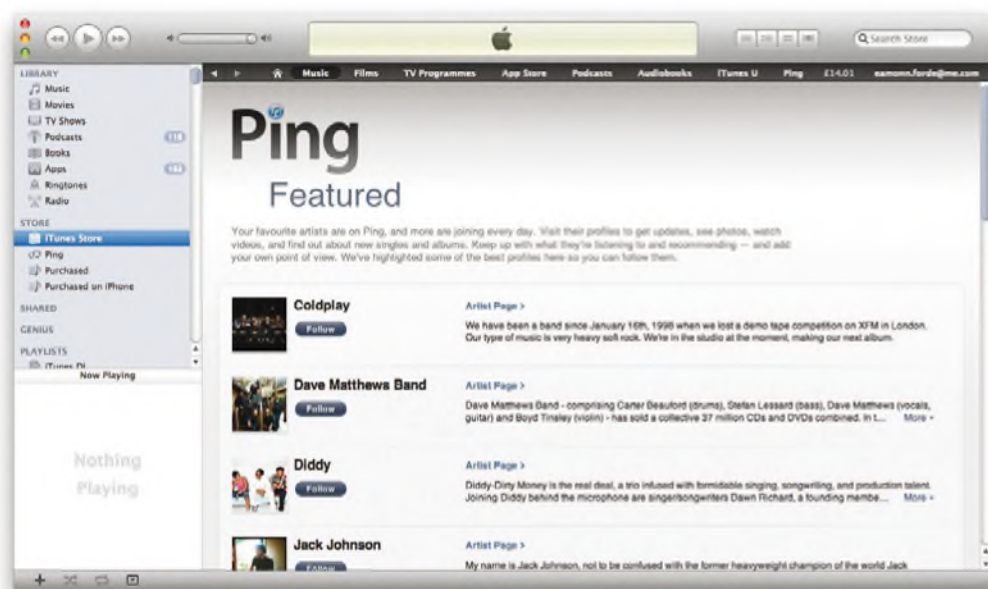 Search Store
Music Films TV Programmes App Store Podcasts Audiobooks iTunes U Ping £14.01 eamonn.forde@me.com
LIBRARY
Music
Movies
TV Shows
Podcasts
Books
Apps
Ringtones
Radio
STORE
iTunes Store
Ping
Purchased
Purchased on iPhone
SHARED
GENIUS
PLAYLISTS
iTunes DJ
Now Playing
Nothing
Playing
Ping
Featured
Your favourite artists are on Ping, and more are joining every day. Visit their profiles to get updates, see photos, watch
videos, and find out about new singles and albums. Keep up with what they're listening to and recommending — and add
your own point of view. We've highlighted some of the best profiles here so you can follow them.
Coldplay
Follow
Artist Page >
We have been a band since January 16th, 1998 when we lost a demo tape competition on XFM in London.
Our type of music is very heavy soft rock. We're in the studio at the moment, making our next album.
Dave Matthews Band
Follow
Artist Page >
Dave Matthews Band - comprising Carter Beauford (drums), Stefan Lessard (bass), Dave Matthews (vocals,
guitar) and Boyd Tinsley (violin) - has sold a collective 37 million CDs and DVDs combined. In t... More
Diddy
Follow
Artist Page >
Diddy-Dirty Money is the real deal, a trio infused with formidable singing, songwriting, and production talent.
Joining Diddy behind the microphone are singer/songwriters Dawn Richard, a founding membe... More
Jack Johnson
Follow
Artist Page >
My name is Jack Johnson, not to be confused with the former heavyweight champion of the world Jack